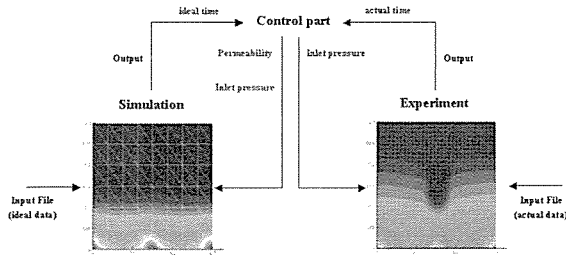 ideal time
Control part
actual time
Output
Permeability
Inlet pressure
Output
Inlet pressure
Simulation
Experiment
Input File
(ideal data)
Input File
(actual data)